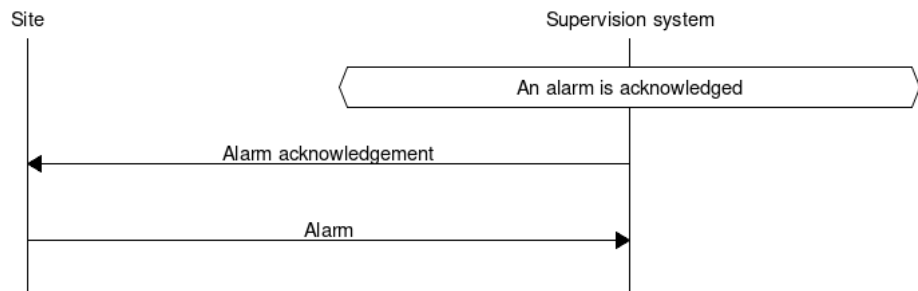 Site
Supervision system
An alarm is acknowledged
Alarm acknowledgement
Alarm